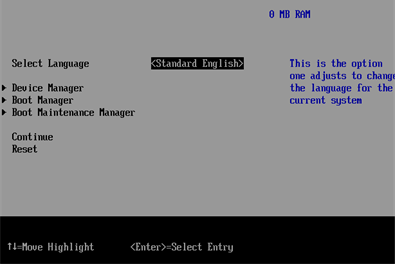 0 MB RAM
Select Language <Standard English> This is the option
one adjusts to change
Device Manager the language for the
Boot Manager current system
Boot Maintenance Manager
Continue
Reset
↑↓=Move Highlight <Enter>=Select Entry